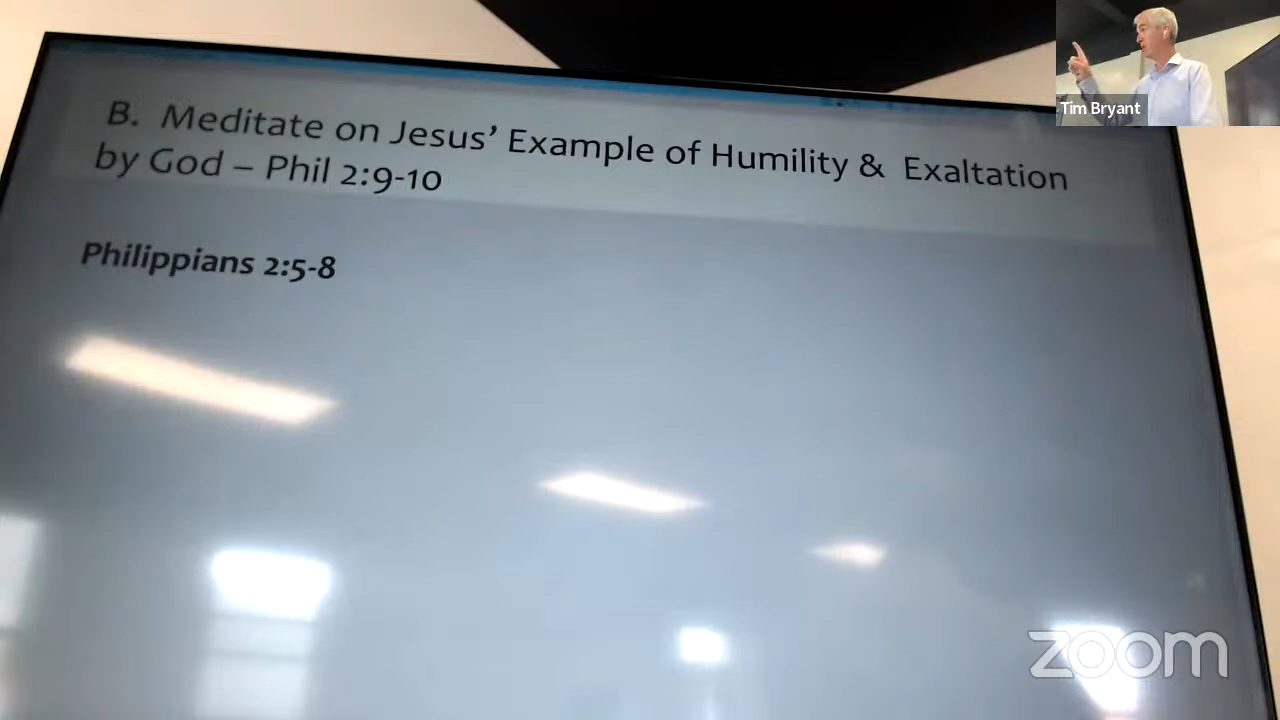 B. Meditate on Jesus’ Example of Humility & Exaltation
by God – Phil 2:9-10
Philippians 2:5-8
Tim Bryant
zoom